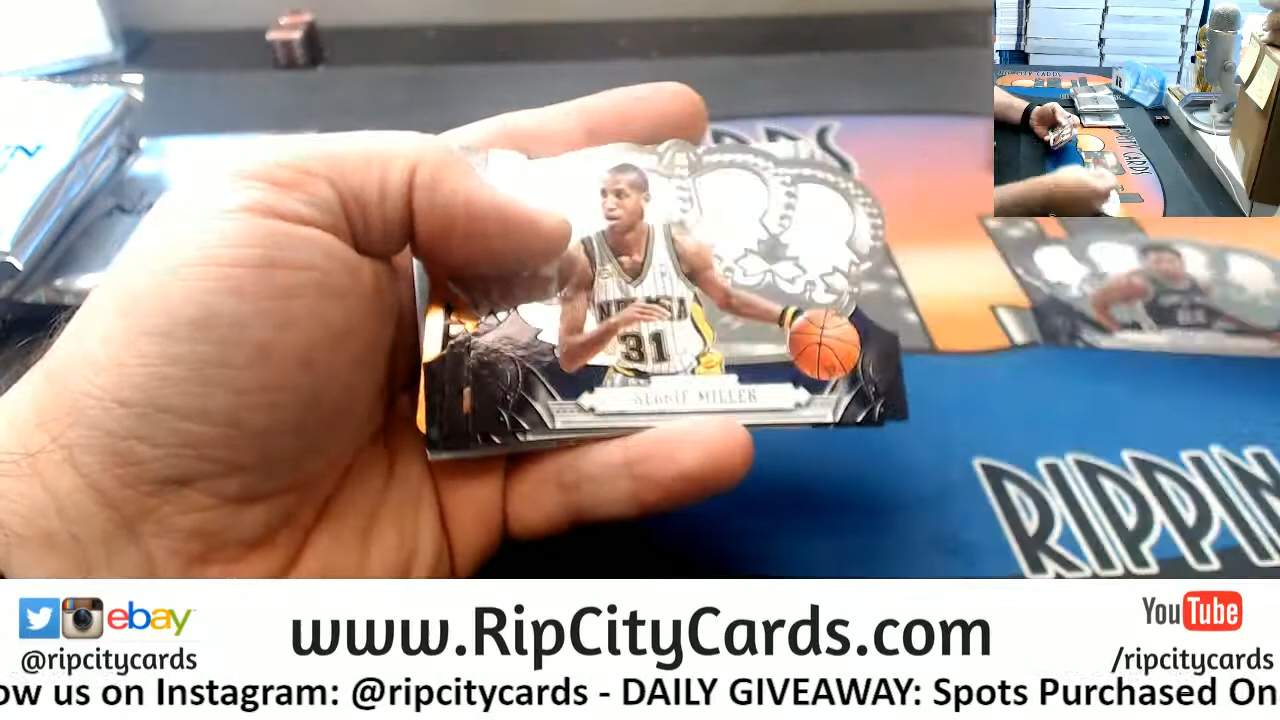 INDIANA
31
REGGIE MILLER
RIPPIN
ebay
@ripcitycards
www.RipCityCards.com
YouTube
/ripcitycards
ow us on Instagram: @ripcitycards - DAILY GIVEAWAY: Spots Purchased On